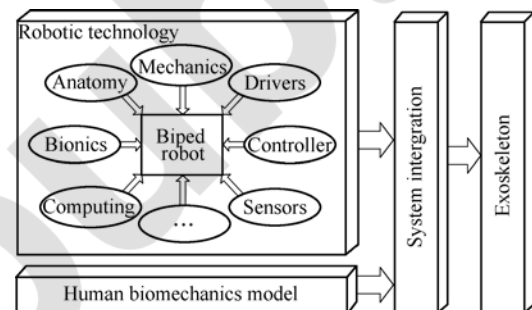 Robotic technology
Mechanics
Anatomy
Drivers
Bionics
Biped
robot
Controller
Computing
...
Sensors
Human biomechanics model
System intergration
Exoskeleton